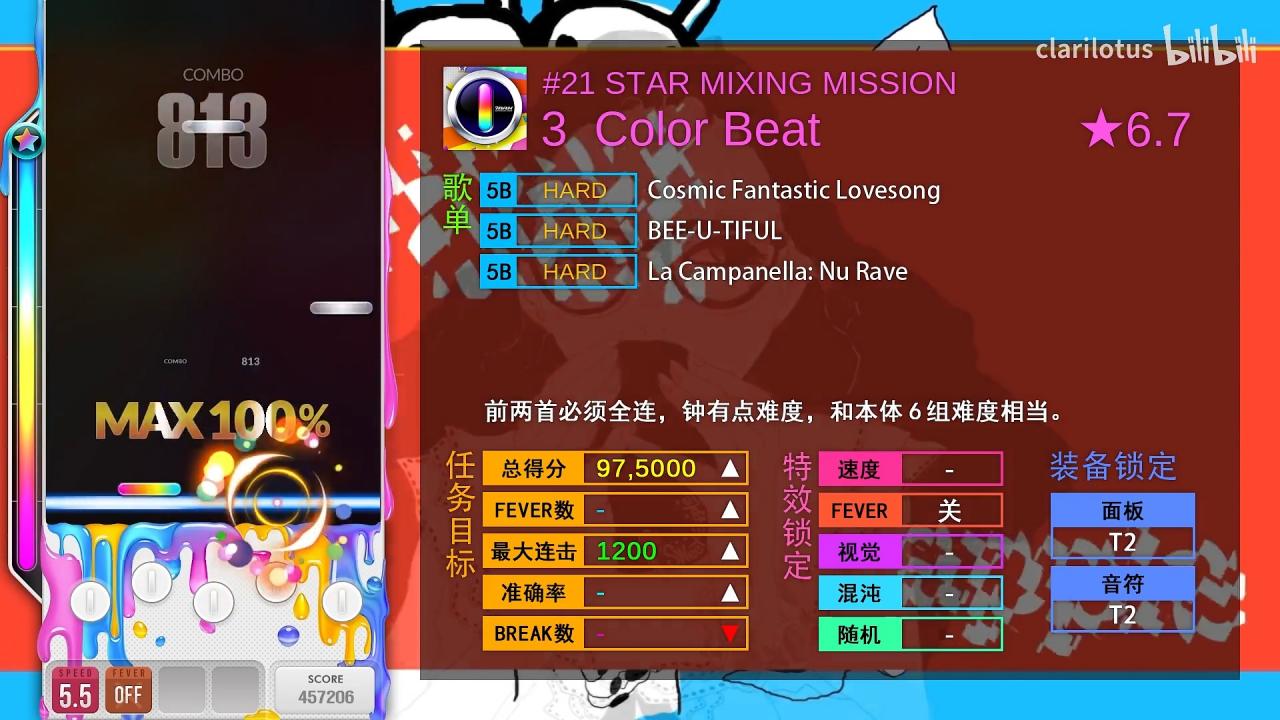 COMBO
813
COMBO 813
MAX 100%
SPEED
5.5
FEVER
OFF
SCORE
457206
clarilotus bilibili
#21 STAR MIXING MISSION
3 Color Beat
★6.7
歌单
5B HARD Cosmic Fantastic Lovesong
5B HARD BEE-U-TIFUL
5B HARD La Campanella: Nu Rave
前两首必须全连，钟有点难度，和本体6组难度相当。
任务目标
总得分 97,5000 ▲
FEVER数 - ▲
最大连击 1200 ▲
准确率 - ▲
BREAK数 - ▼
特效锁定
速度 -
FEVER 关
视觉 -
混沌 -
随机 -
装备锁定
面板
T2
音符
T2